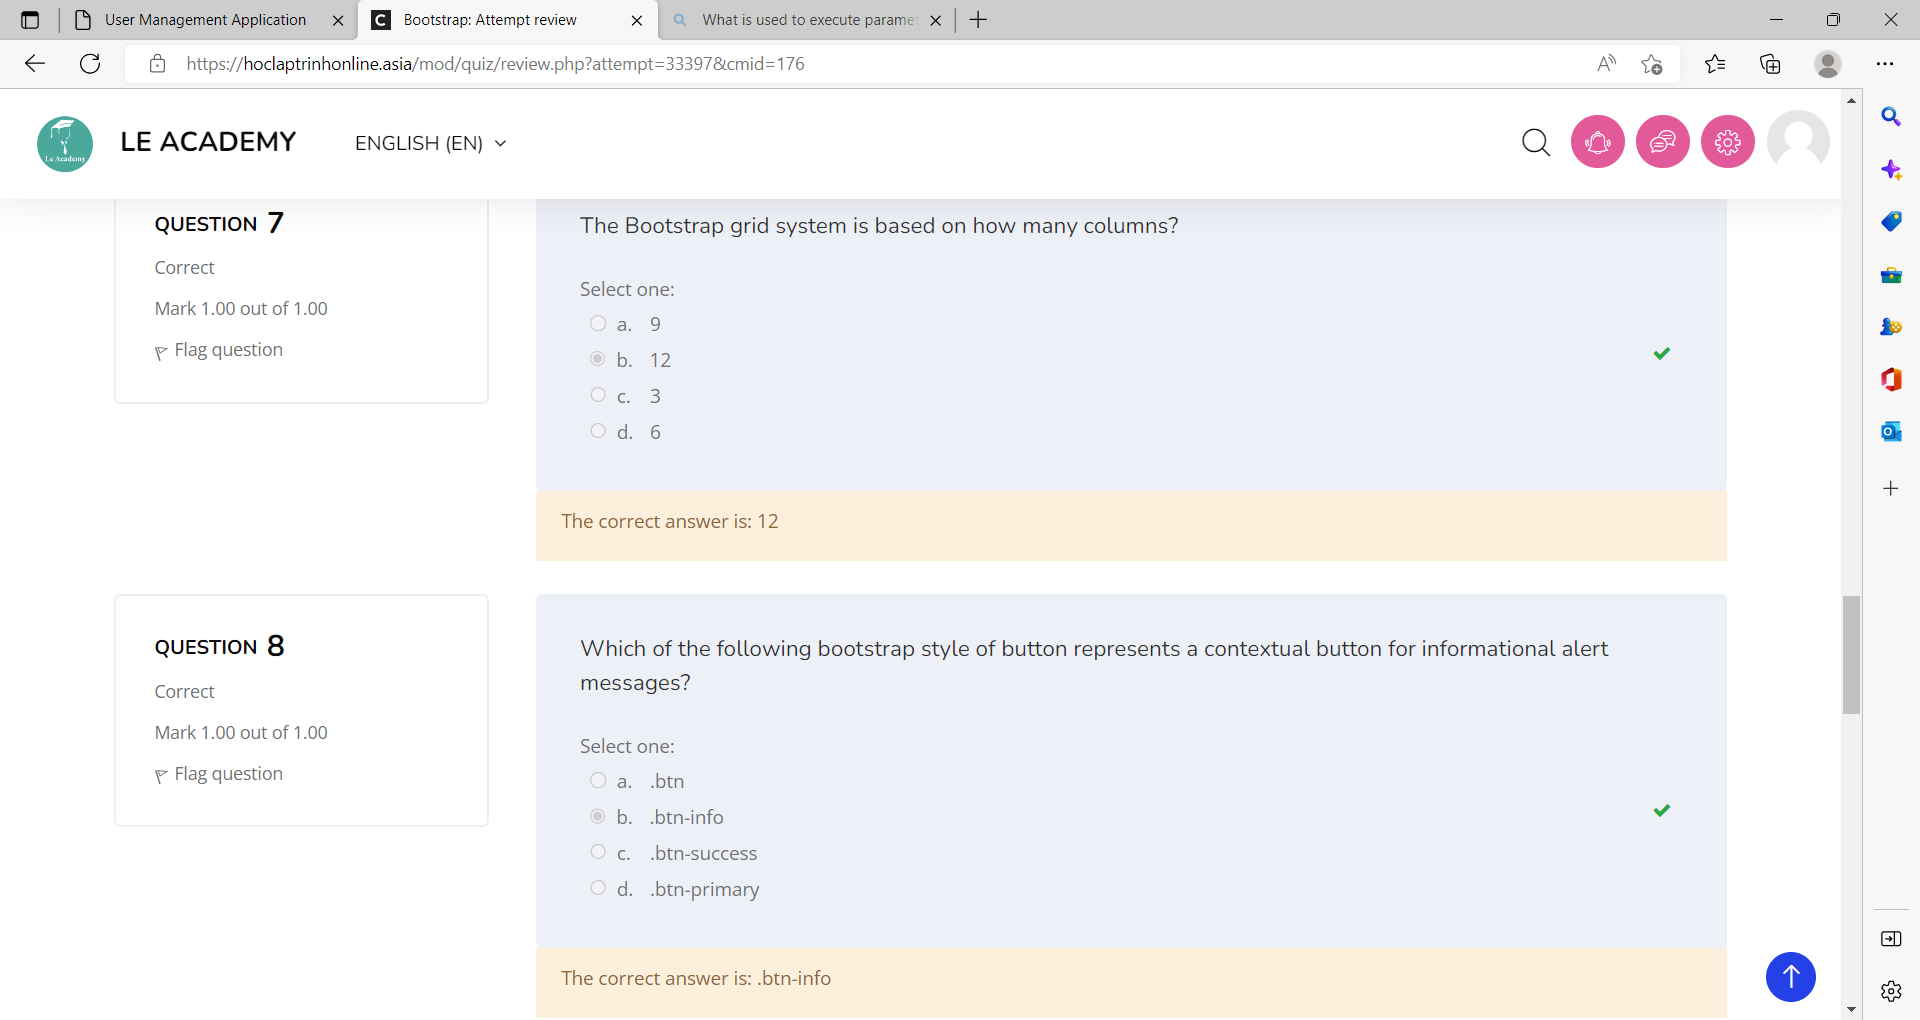 User Management Application
Bootstrap: Attempt review
What is used to execute parame
https://hoclaptrinhonline.asia/mod/quiz/review.php?attempt=33397&cmid=176
Le Academy
LE ACADEMY
ENGLISH (EN)
QUESTION 7
Correct
Mark 1.00 out of 1.00
Flag question
The Bootstrap grid system is based on how many columns?
Select one:
a. 9
b. 12
c. 3
d. 6
The correct answer is: 12
QUESTION 8
Correct
Mark 1.00 out of 1.00
Flag question
Which of the following bootstrap style of button represents a contextual button for informational alert
messages?
Select one:
a. .btn
b. .btn-info
c. .btn-success
d. .btn-primary
The correct answer is: .btn-info